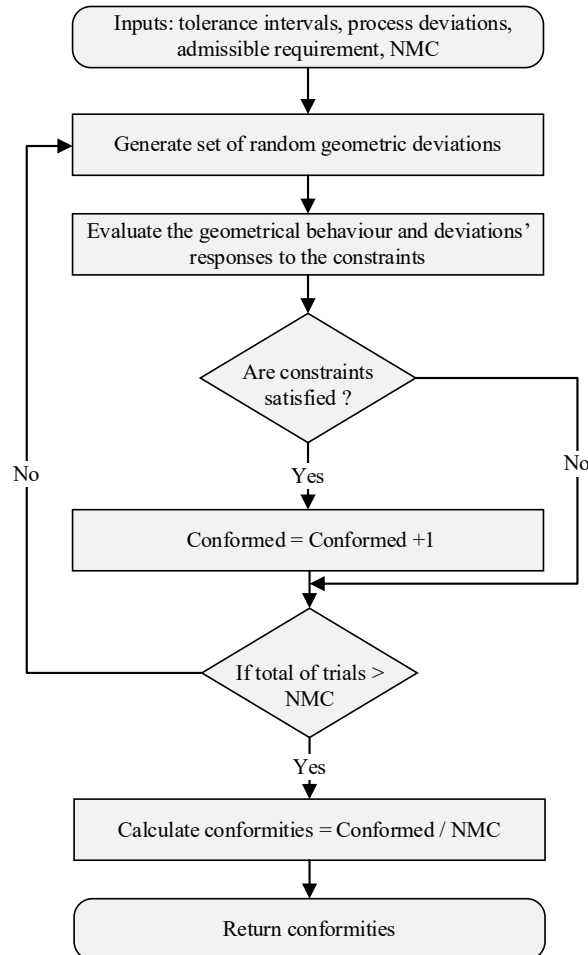 Inputs: tolerance intervals, process deviations,
admissible requirement, NMC
Generate set of random geometric deviations
Evaluate the geometrical behaviour and deviations’
responses to the constraints
Are constraints
satisfied ?
No
No
Yes
Conformed = Conformed +1
If total of trials >
NMC
Yes
Calculate conformities = Conformed / NMC
Return conformities